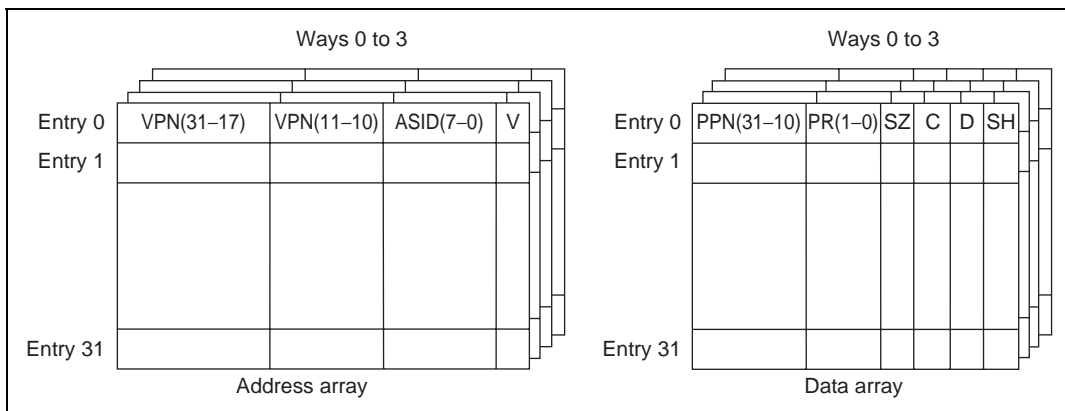 Ways 0 to 3
Entry 0 VPN(31–17) VPN(11–10) ASID(7–0) V
Entry 1
Entry 31
Address array
Ways 0 to 3
Entry 0 PPN(31–10) PR(1–0) SZ C D SH
Entry 1
Entry 31
Data array